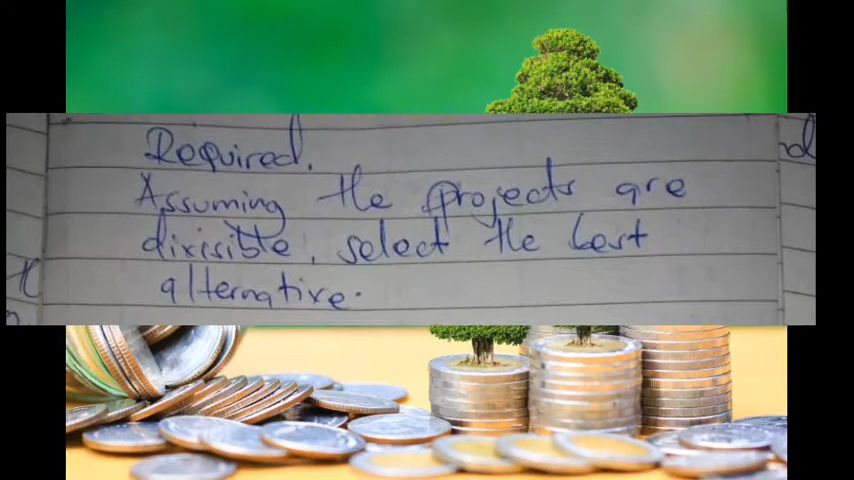 Required.
Assuming the projects are
divisible, select the best
alternative.